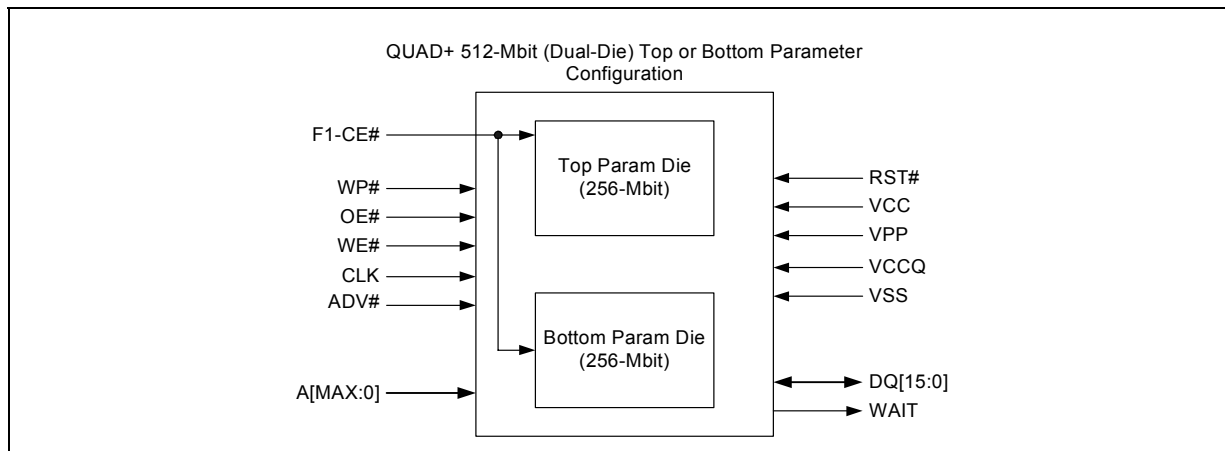 QUAD+ 512-Mbit (Dual-Die) Top or Bottom Parameter
Configuration
F1-CE#
Top Param Die
(256-Mbit)
WP#
OE#
WE#
CLK
ADV#
A[MAX:0]
Bottom Param Die
(256-Mbit)
RST#
VCC
VPP
VCCQ
VSS
DQ[15:0]
WAIT